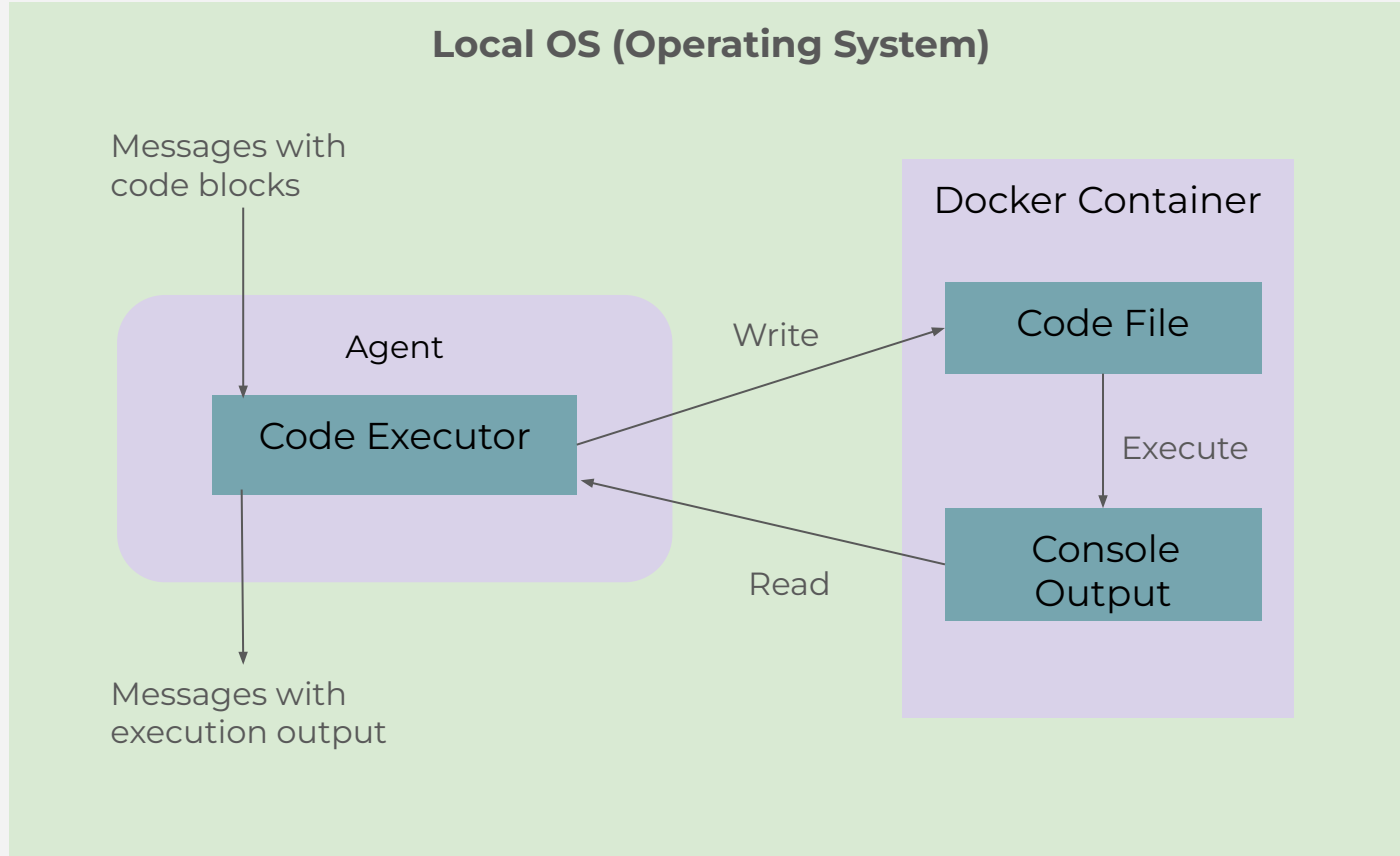 Local OS (Operating System)
Messages with
code blocks
Docker Container
Agent
Write
Code File
Code Executor
Execute
Read
Console
Output
Messages with
execution output